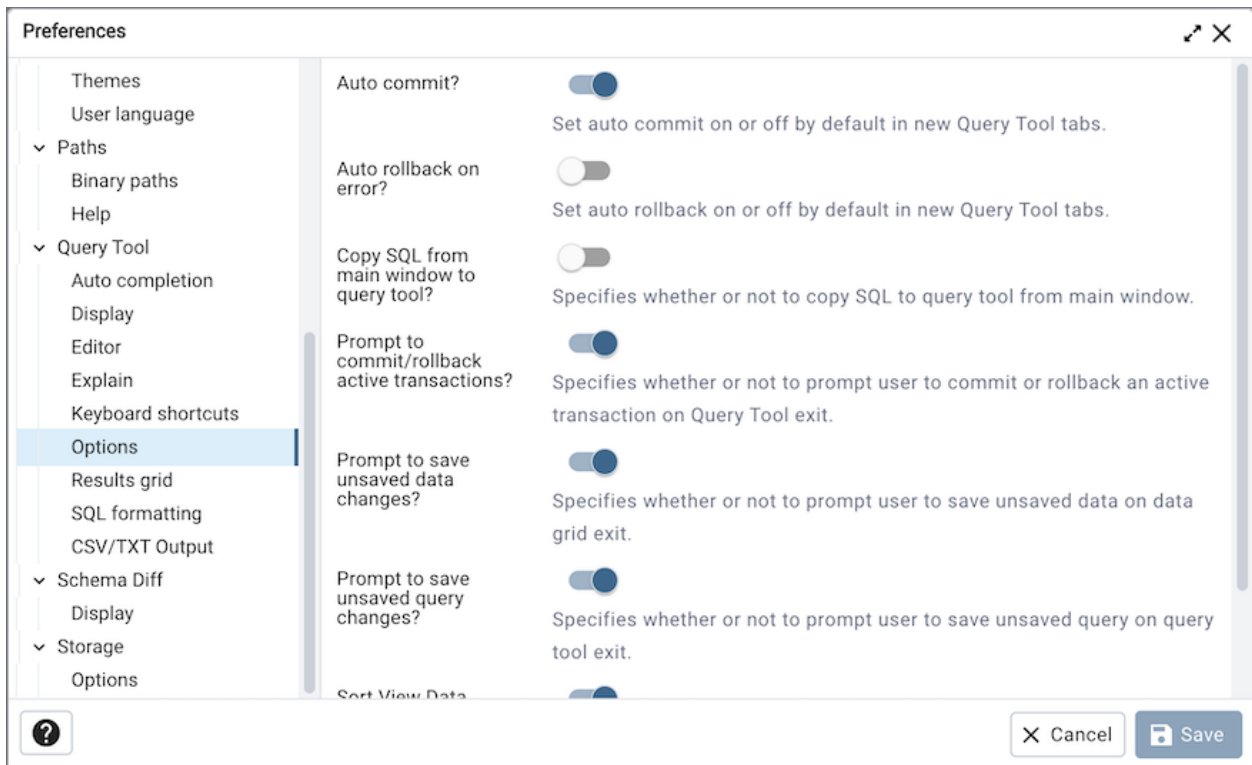 Preferences
Themes
User language
Paths
Binary paths
Help
Query Tool
Auto completion
Display
Editor
Explain
Keyboard shortcuts
Options
Results grid
SQL formatting
CSV/TXT Output
Schema Diff
Display
Storage
Options
Auto commit?
Set auto commit on or off by default in new Query Tool tabs.
Auto rollback on
error?
Set auto rollback on or off by default in new Query Tool tabs.
Copy SQL from
main window to
query tool?
Specifies whether or not to copy SQL to query tool from main window.
Prompt to
commit/rollback
active transactions?
Specifies whether or not to prompt user to commit or rollback an active
transaction on Query Tool exit.
Prompt to save
unsaved data
changes?
Specifies whether or not to prompt user to save unsaved data on data
grid exit.
Prompt to save
unsaved query
changes?
Specifies whether or not to prompt user to save unsaved query on query
tool exit.
Sort View Data
?
Cancel
Save